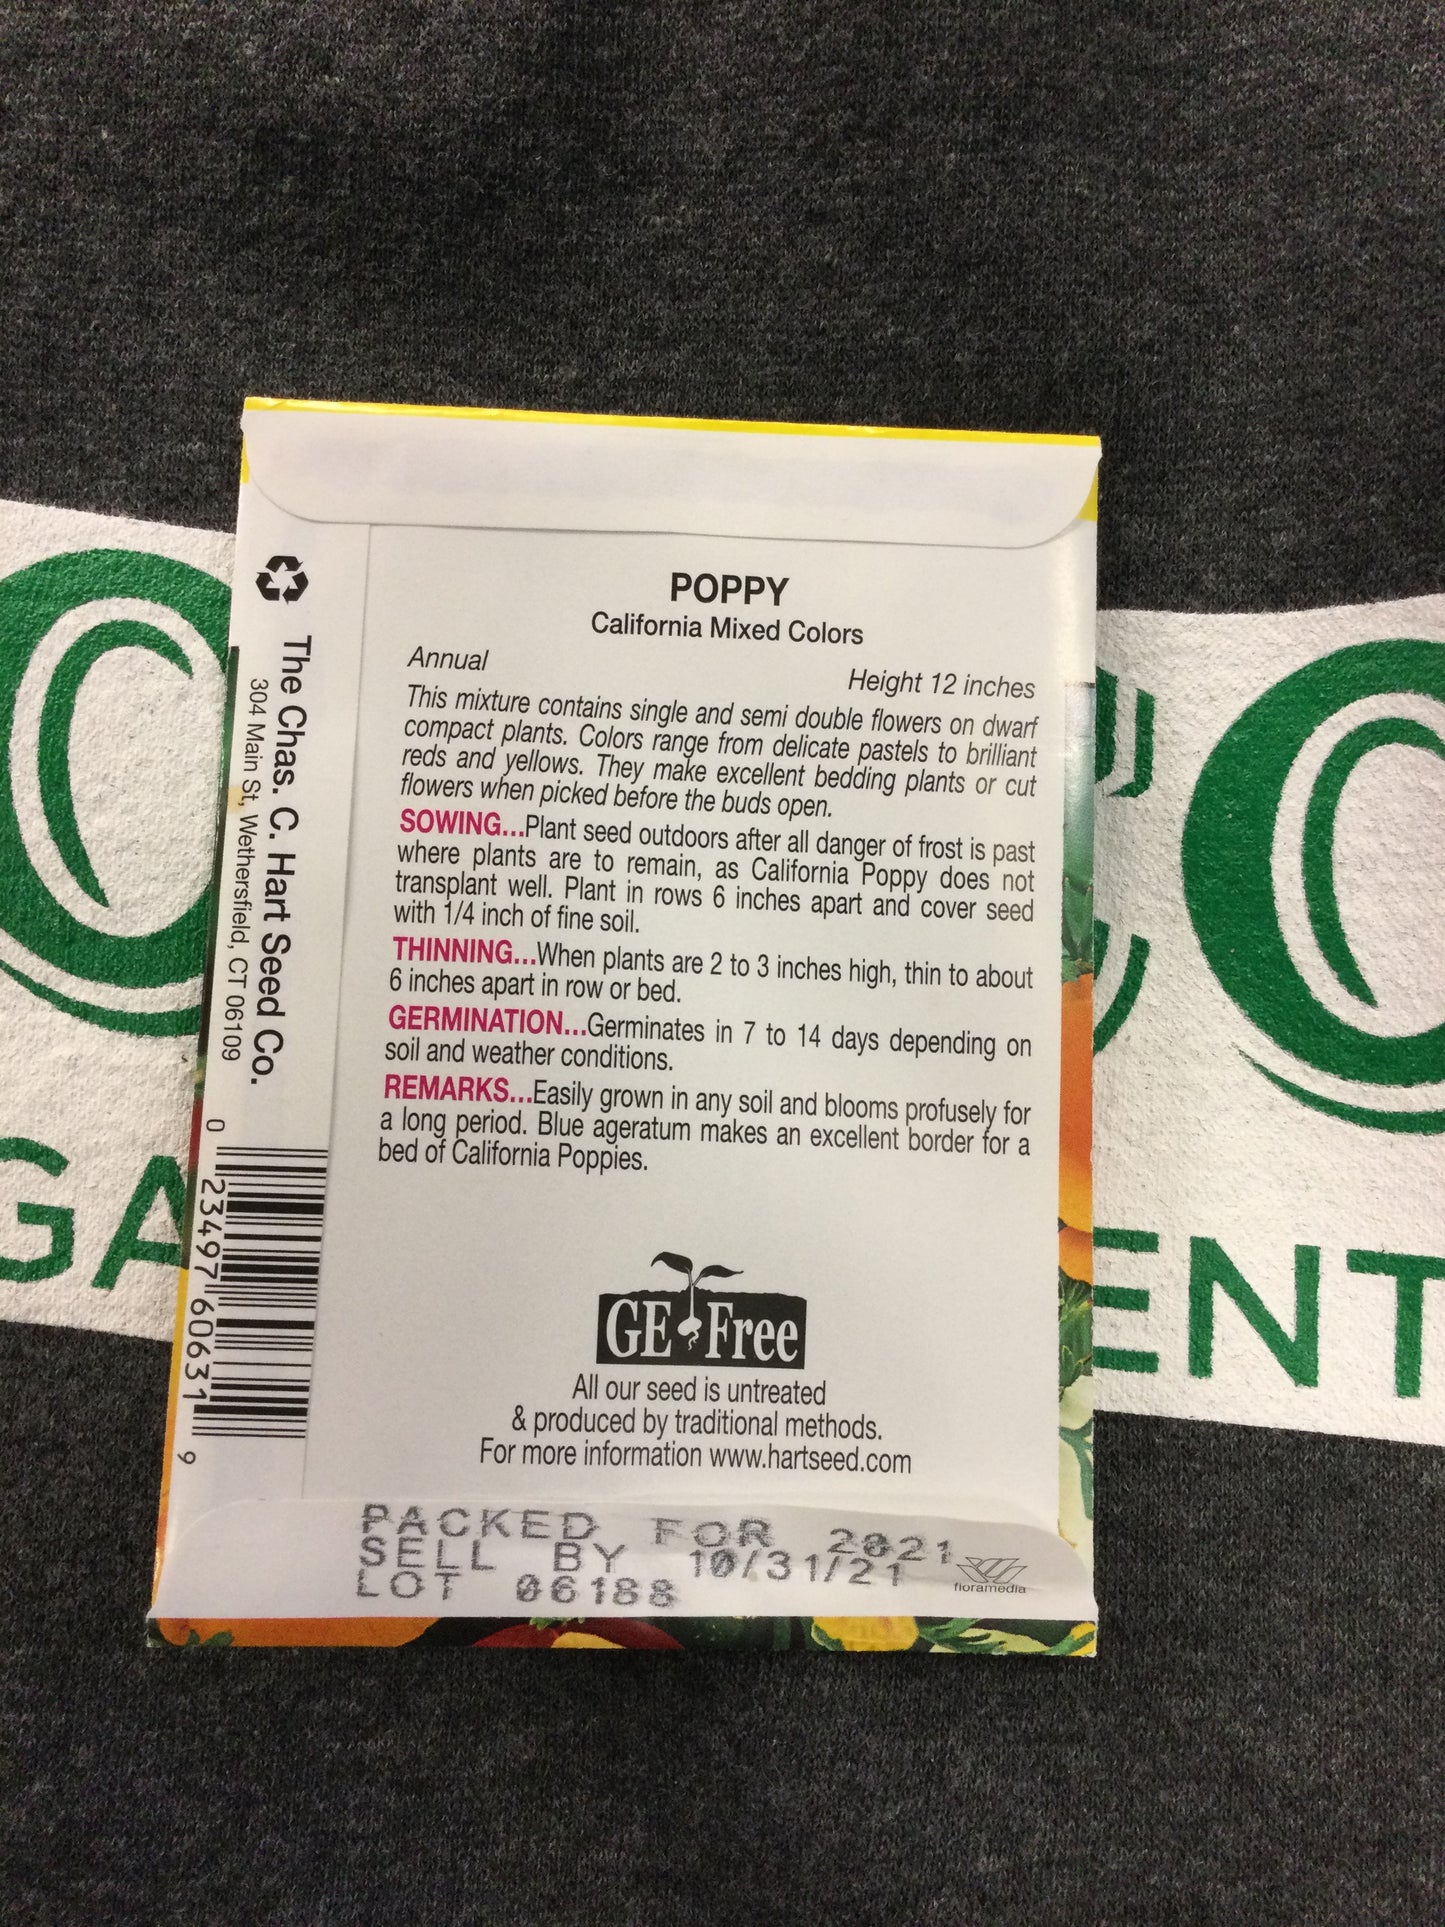 POPPY
California Mixed Colors
Annual
Height 12 inches
This mixture contains single and semi double flowers on dwarf
compact plants. Colors range from delicate pastels to brilliant
reds and yellows. They make excellent bedding plants or cut
flowers when picked before the buds open.
SOWING...Plant seed outdoors after all danger of frost is past
where plants are to remain, as California Poppy does not
transplant well. Plant in rows 6 inches apart and cover seed
with 1/4 inch of fine soil.
THINNING...When plants are 2 to 3 inches high, thin to about
6 inches apart in row or bed.
GERMINATION...Germinates in 7 to 14 days depending on
soil and weather conditions.
REMARKS...Easily grown in any soil and blooms profusely for
a long period. Blue ageratum makes an excellent border for a
bed of California Poppies.
GE Free
All our seed is untreated
& produced by traditional methods.
For more information www.hartseed.com
PACKED FOR 2021
SELL BY 10/31/21
LOT 06188
floramedia
The Chas. C. Hart Seed Co.
304 Main St, Wethersfield, CT 06109
0 23497 60631 9
GA
ENT